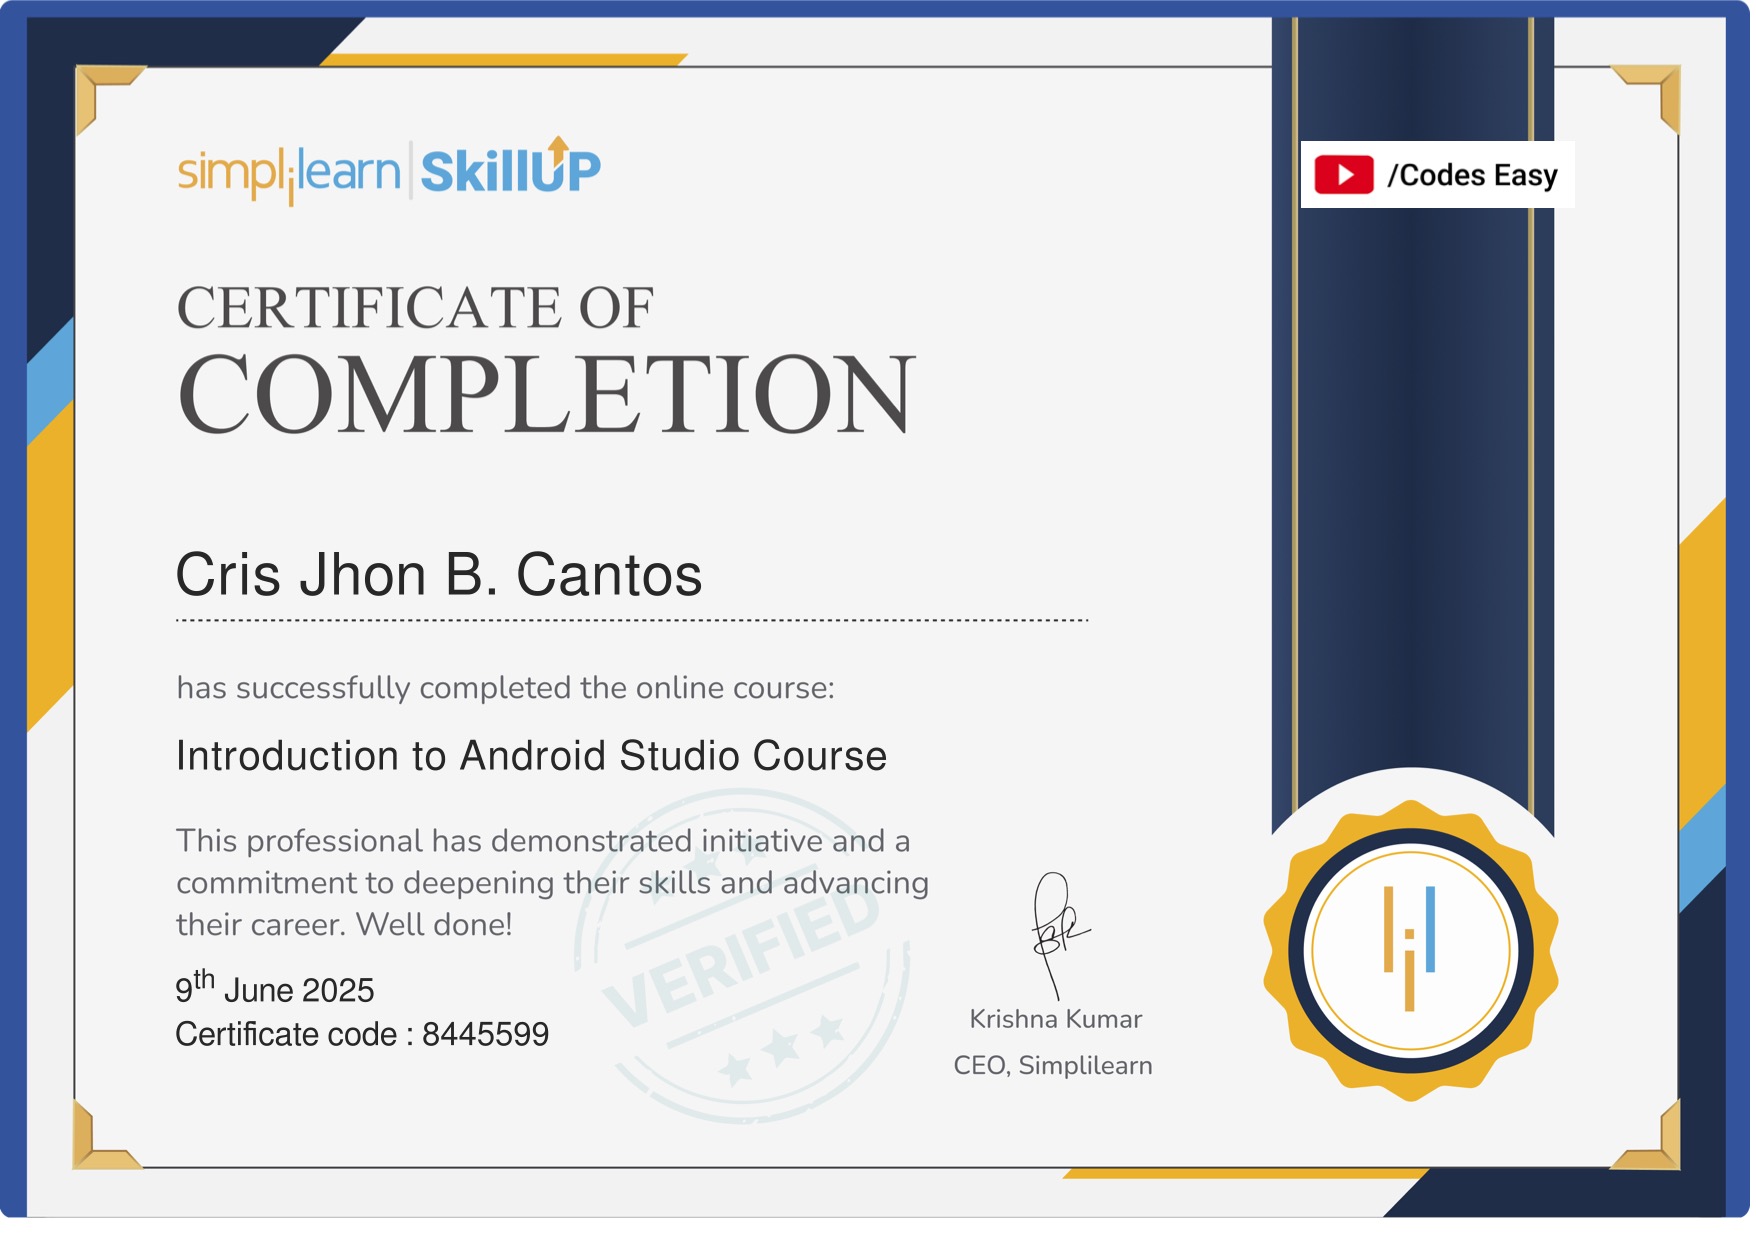 simplilearn | SkillUP
/Codes Easy
CERTIFICATE OF
COMPLETION
Cris Jhon B. Cantos
has successfully completed the online course:
Introduction to Android Studio Course
This professional has demonstrated initiative and a
commitment to deepening their skills and advancing
their career. Well done!
9th June 2025
Certificate code : 8445599
VERIFIED
Krishna Kumar
CEO, Simplilearn